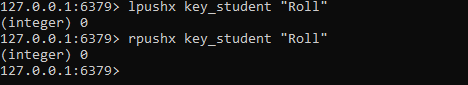 127.0.0.1:6379> lpushx key_student "Roll"
(integer) 0
127.0.0.1:6379> rpushx key_student "Roll"
(integer) 0
127.0.0.1:6379>